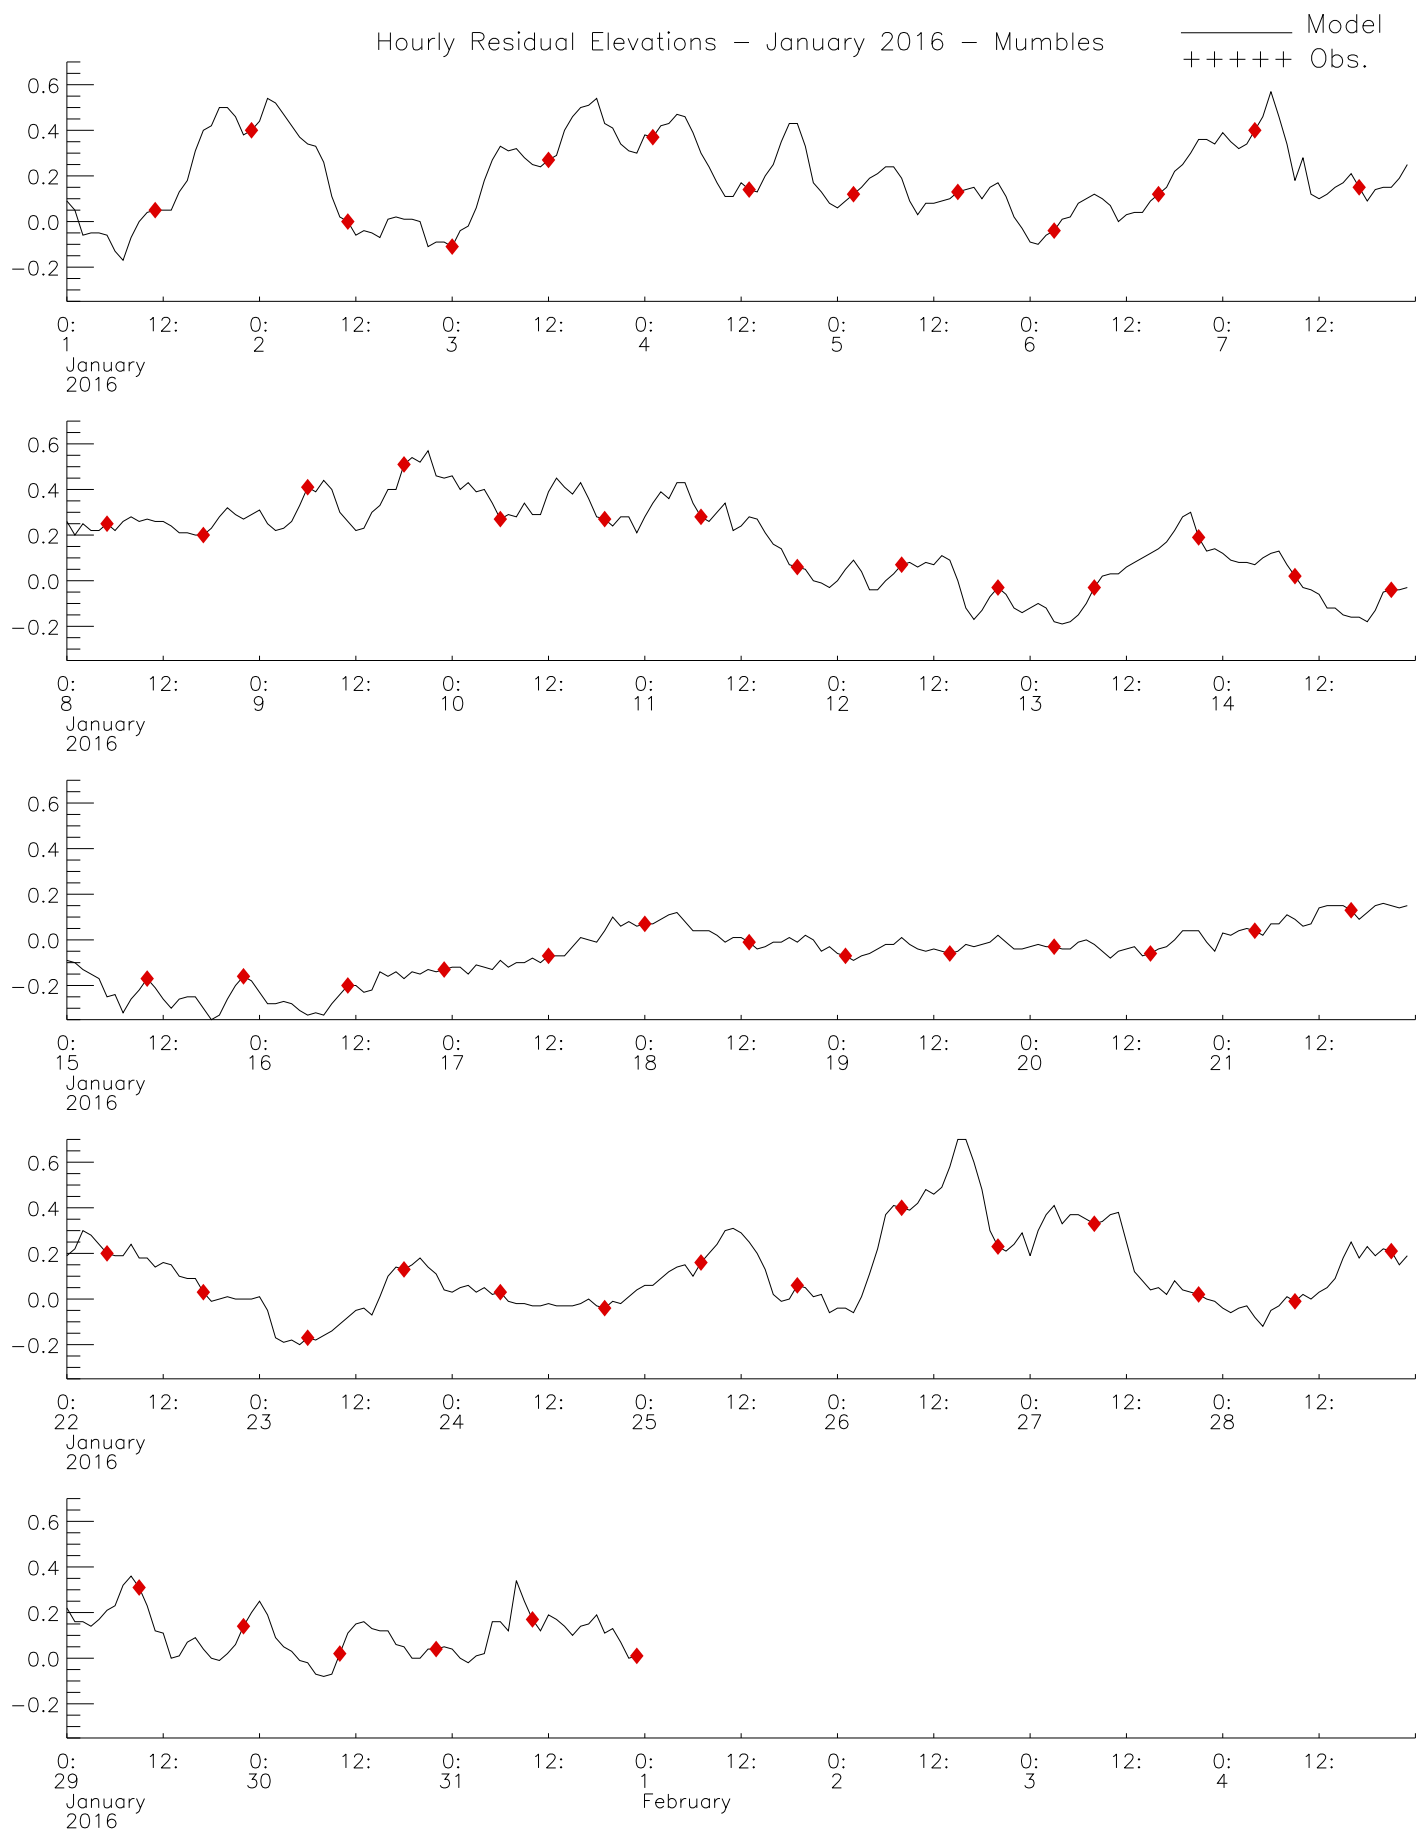 Hourly Residual Elevations – January 2016 – Mumbles
Model
+++++ Obs.
0.6
0.4
0.2
0.0
−0.2
0: 12: 0: 12: 0: 12: 0: 12: 0: 12: 0: 12: 0: 12:
1 2 3 4 5 6 7
January
2016
0.6
0.4
0.2
0.0
−0.2
0: 12: 0: 12: 0: 12: 0: 12: 0: 12: 0: 12: 0: 12:
8 9 10 11 12 13 14
January
2016
0.6
0.4
0.2
0.0
−0.2
0: 12: 0: 12: 0: 12: 0: 12: 0: 12: 0: 12: 0: 12:
15 16 17 18 19 20 21
January
2016
0.6
0.4
0.2
0.0
−0.2
0: 12: 0: 12: 0: 12: 0: 12: 0: 12: 0: 12: 0: 12:
22 23 24 25 26 27 28
January
2016
0.6
0.4
0.2
0.0
−0.2
0: 12: 0: 12: 0: 12: 0: 12: 0: 12: 0: 12: 0: 12:
29 30 31 1 2 3 4
January February
2016